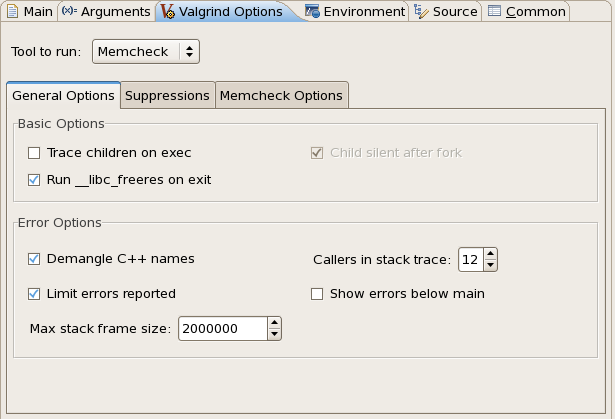 Main (x)= Arguments Valgrind Options Environment Source Common
Tool to run: Memcheck
General Options Suppressions Memcheck Options
Basic Options
Trace children on exec Child silent after fork
Run __libc_freeres on exit
Error Options
Demangle C++ names Callers in stack trace: 12
Limit errors reported Show errors below main
Max stack frame size: 2000000